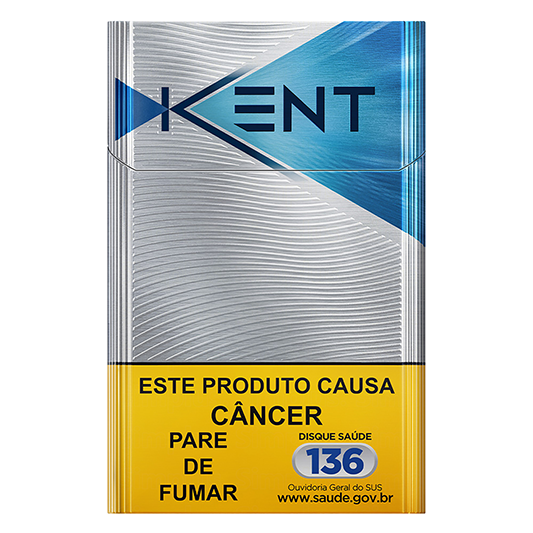 KENT
ESTE PRODUTO CAUSA
CÂNCER
PARE
DE
FUMAR
DISQUE SAÚDE
136
Ouvidoria Geral do SUS
www.saude.gov.br